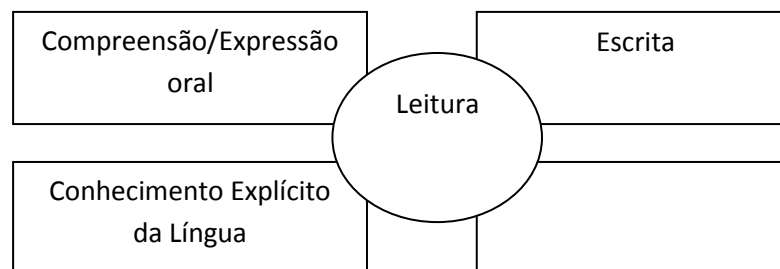 Compreensão/Expressão
oral
Escrita
Leitura
Conhecimento Explícito
da Língua